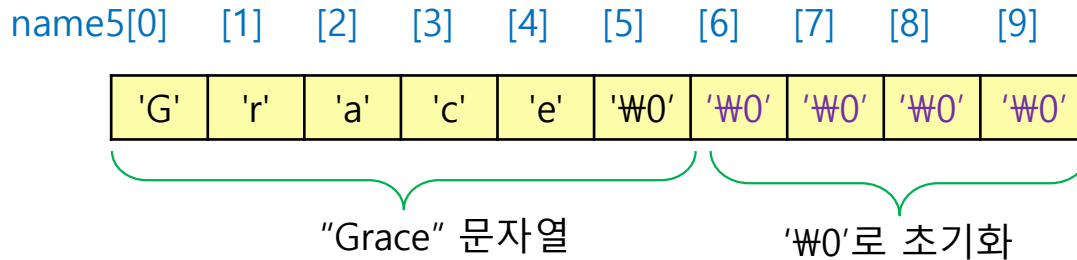 name5[0] [1] [2] [3] [4] [5] [6] [7] [8] [9]
'G' 'r' 'a' 'c' 'e' '₩0’ ‘₩0’ ‘₩0’ ‘₩0’ ‘₩0’
“Grace” 문자열 ‘₩0’로 초기화